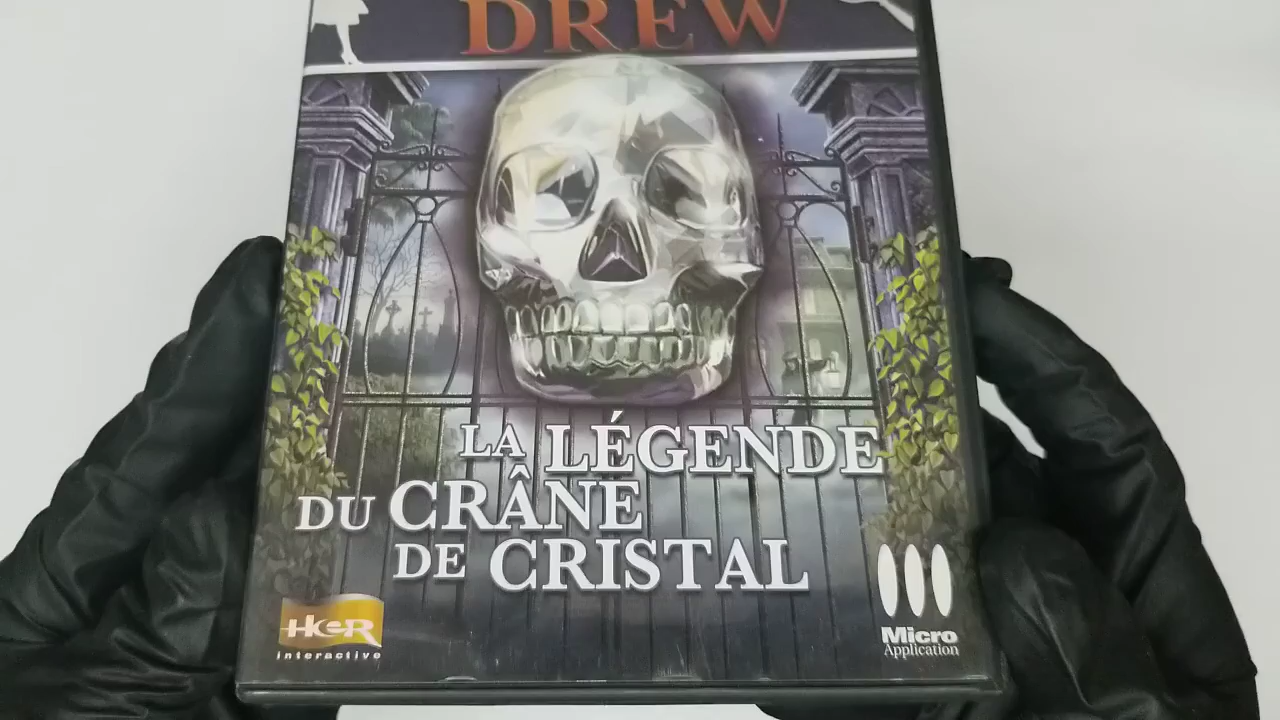 DREW
LA LÉGENDE
DU CRÂNE
DE CRISTAL
HeR
interactive
Micro
Application